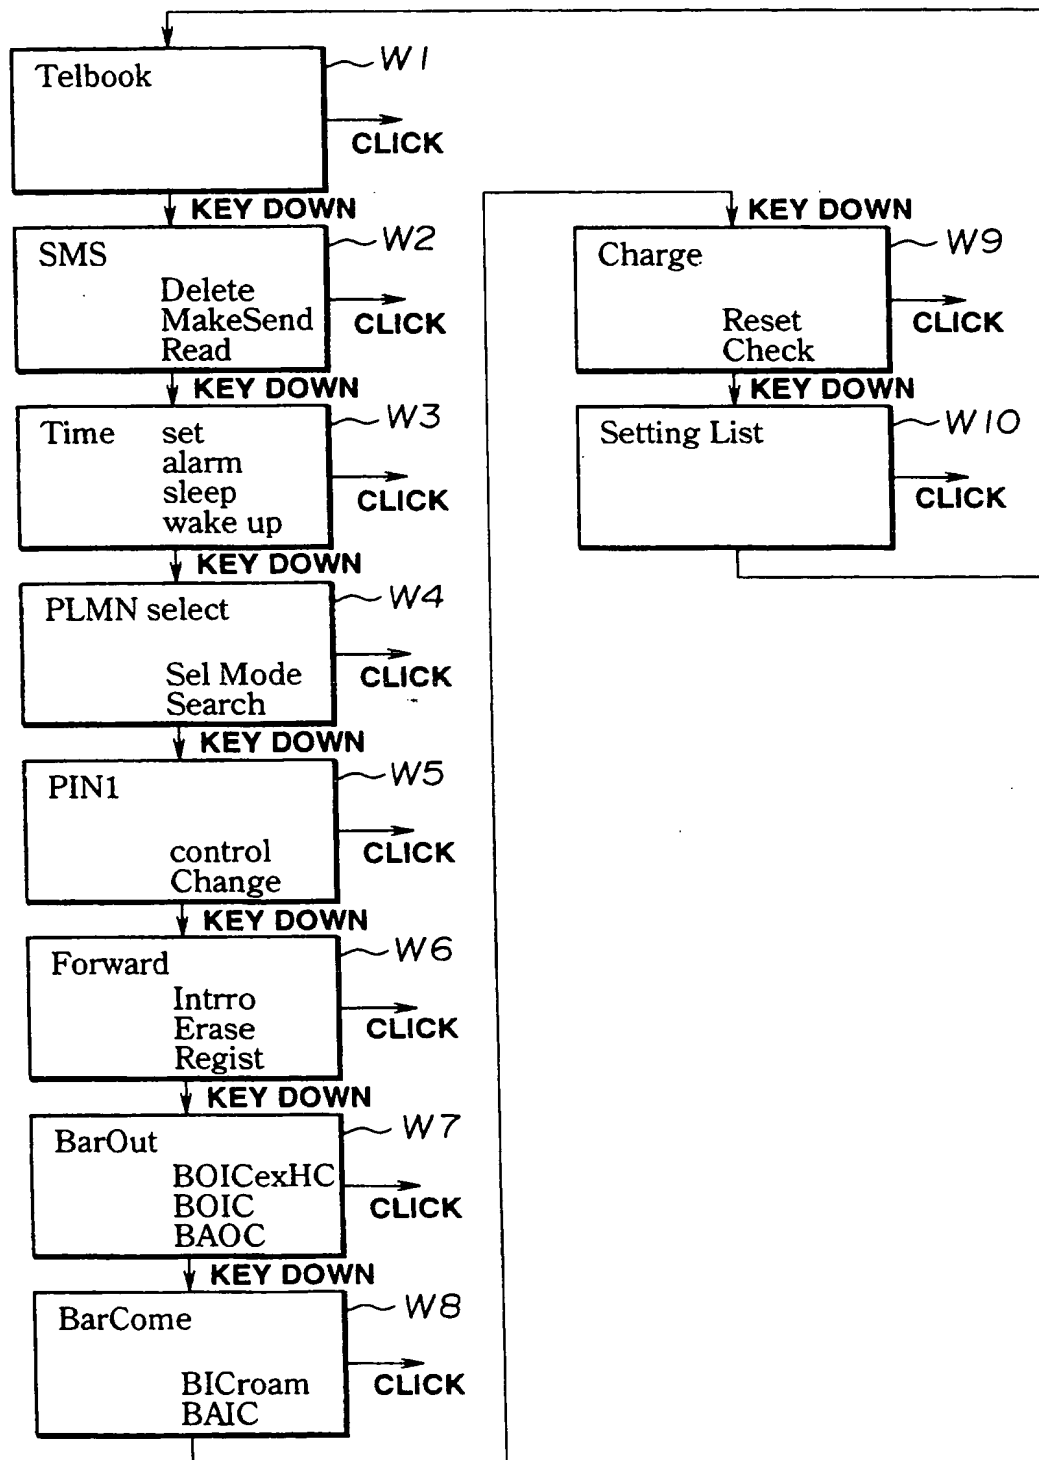 Telbook
W1
CLICK
KEY DOWN
SMS
W2
Delete
MakeSend
Read
CLICK
KEY DOWN
Time set
W3
alarm
sleep
wake up
CLICK
KEY DOWN
PLMN select
W4
Sel Mode
Search
CLICK
KEY DOWN
PIN1
W5
control
Change
CLICK
KEY DOWN
Forward
W6
Intrro
Erase
Regist
CLICK
KEY DOWN
BarOut
W7
BOICexHC
BOIC
BAOC
CLICK
KEY DOWN
BarCome
W8
BICroam
BAIC
CLICK
KEY DOWN
Charge
W9
Reset
Check
CLICK
KEY DOWN
Setting List
W10
CLICK